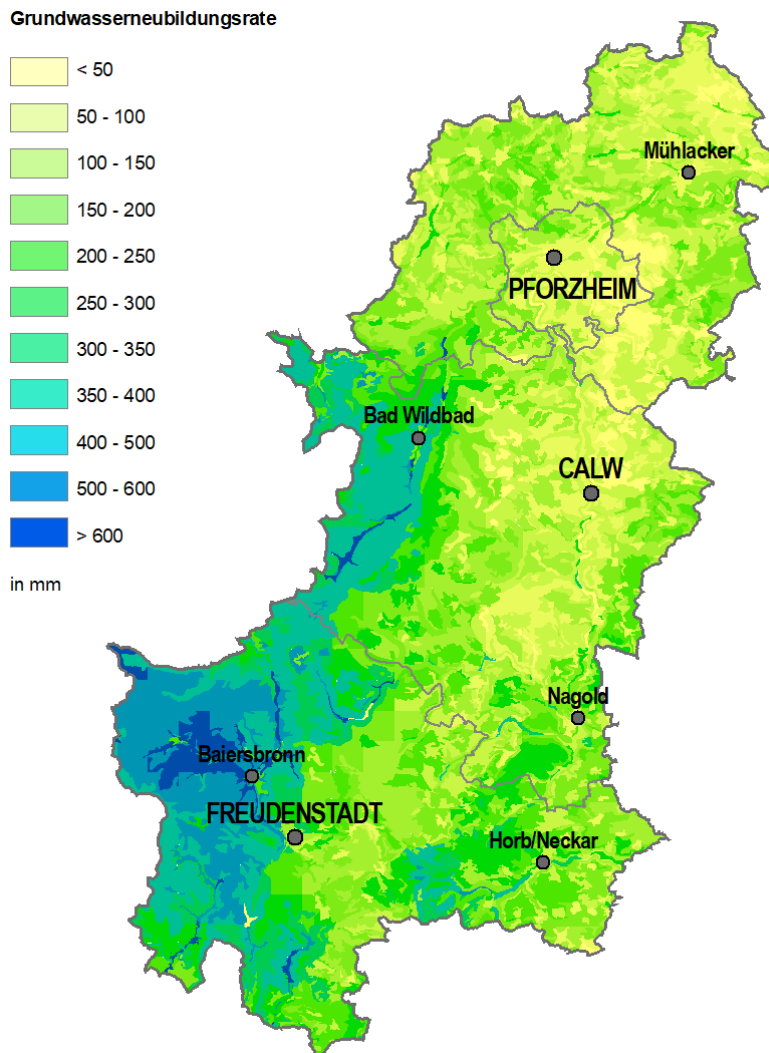 Grundwasserneubildungsrate
< 50
50 - 100
100 - 150
150 - 200
200 - 250
250 - 300
300 - 350
350 - 400
400 - 500
500 - 600
> 600
in mm
Mühlacker
PFORZHEIM
Bad Wildbad
CALW
Nagold
Baiersbronn
FREUDENSTADT
Horb/Neckar